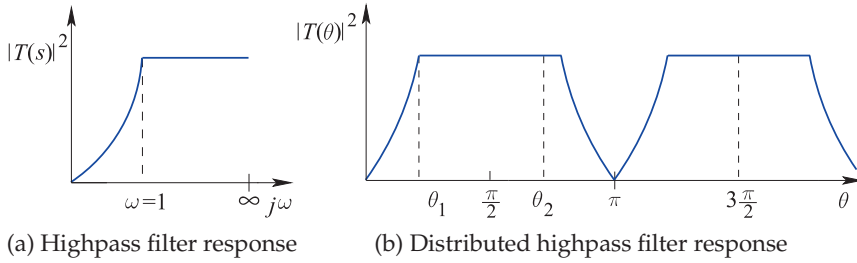 |T(s)|²
ω=1
∞
jω
(a) Highpass filter response
|T(θ)|²
θ₁
π/2
θ₂
π
3π/2
θ
(b) Distributed highpass filter response